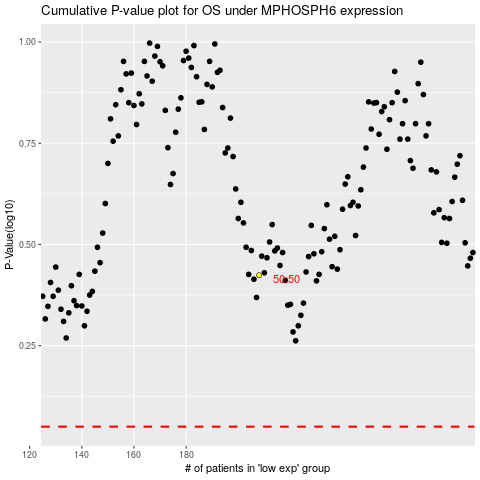 Cumulative P-value plot for OS under MPHOSPH6 expression
P-Value(log10)
1.00
0.75
0.50
0.25
50:50
120 140 160 180
# of patients in 'low exp' group